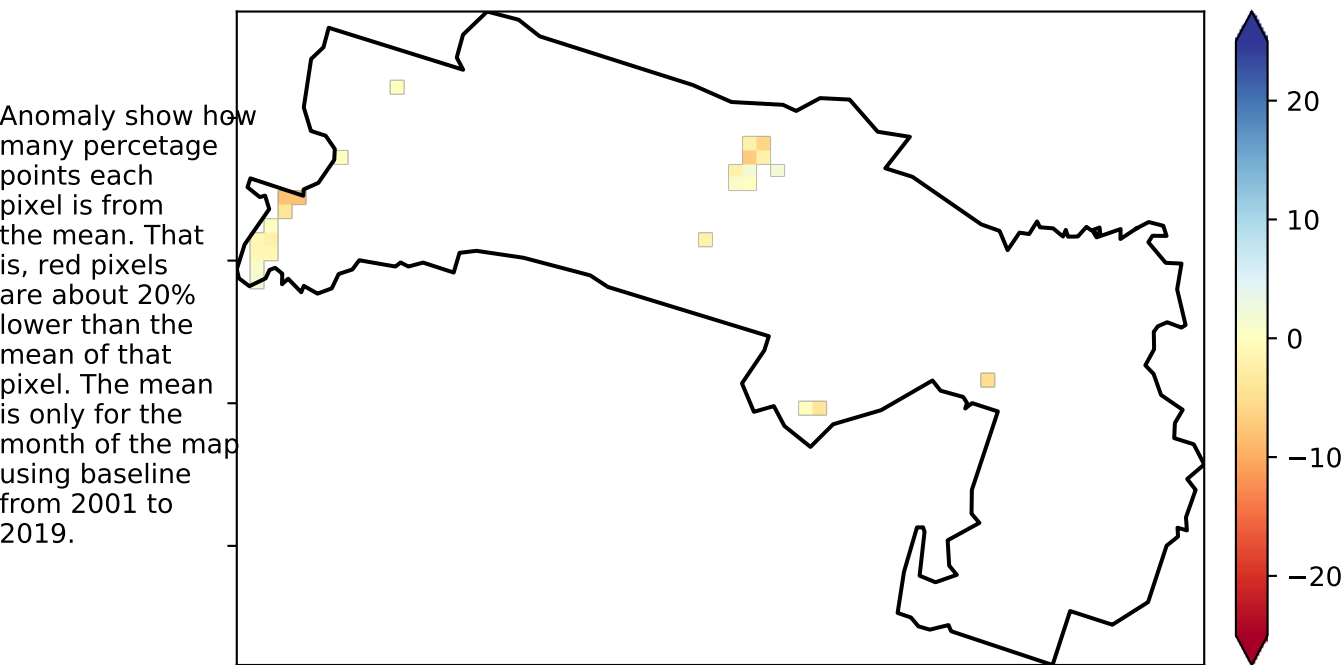 Anomaly show how
many percetage
points each
pixel is from
the mean. That
is, red pixels
are about 20%
lower than the
mean of that
pixel. The mean
is only for the
month of the map
using baseline
from 2001 to
2019.
20
10
0
−10
−20